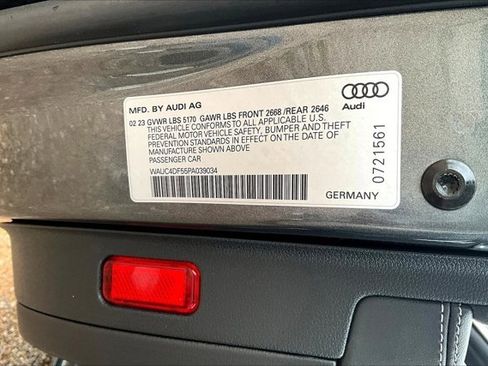 MFD. BY AUDI AG
Audi
02 23 GVWR LBS 5170 GAWR LBS FRONT 2668 /REAR 2646
THIS VEHICLE CONFORMS TO ALL APPLICABLE U.S.
FEDERAL MOTOR VEHICLE SAFETY, BUMPER AND THEFT
PREVENTION STANDARDS IN EFFECT ON THE DATE OF
MANUFACTURE SHOWN ABOVE
PASSENGER CAR
WAUC4DF55PA039034
GERMANY
0721561